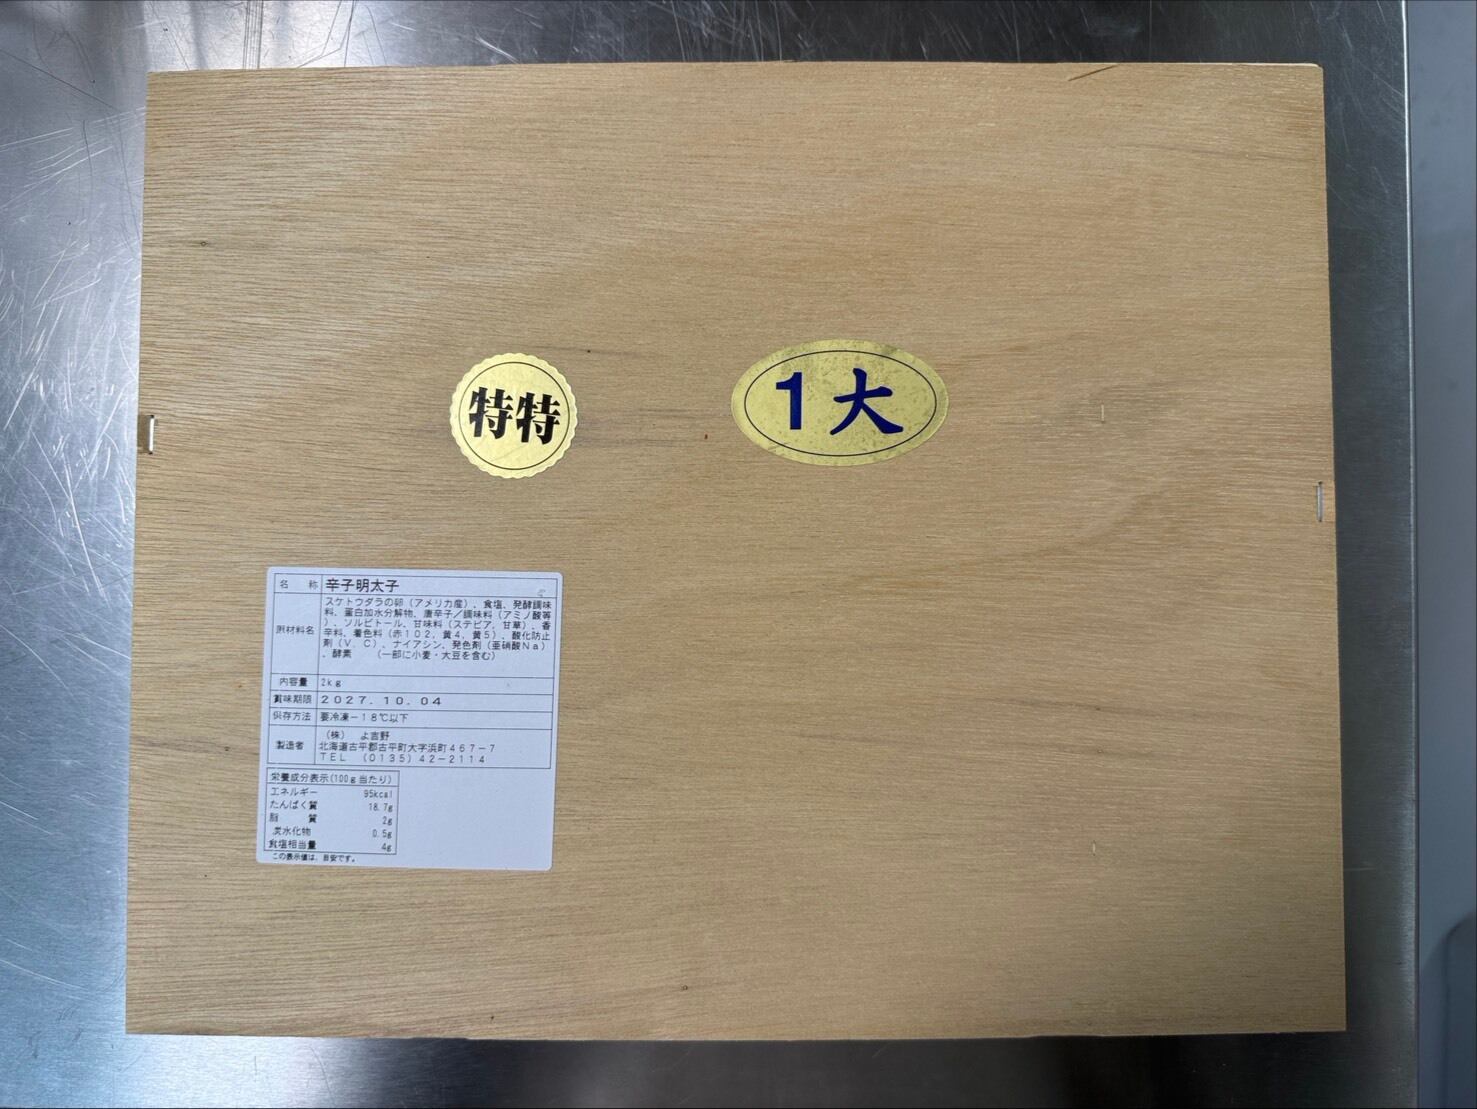 特特
1大
名 称 辛子明太子
原材料名
スケトウダラの卵（アメリカ産）、食塩、発酵調味
料、蛋白加水分解物、唐辛子／調味料（アミノ酸等
）、ソルビトール、甘味料（ステビア，甘草）、香
辛料、着色料（赤１０２，黄４，黄５）、酸化防止
剤（Ｖ．Ｃ）、ナイアシン、発色剤（亜硝酸Ｎａ）
、酵素 （一部に小麦・大豆を含む）
内容量 2kg
賞味期限 2027.10.04
保存方法 要冷凍－１８℃以下
製造者
（株） よ吉野
北海道古平郡古平町大字浜町４６７－７
ＴＥＬ （０１３５）４２－２１１４
栄養成分表示(100g当たり)
エネルギー 95kcal
たんぱく質 18.7g
脂 質 2g
炭水化物 0.5g
食塩相当量 4g
この表示値は、目安です。